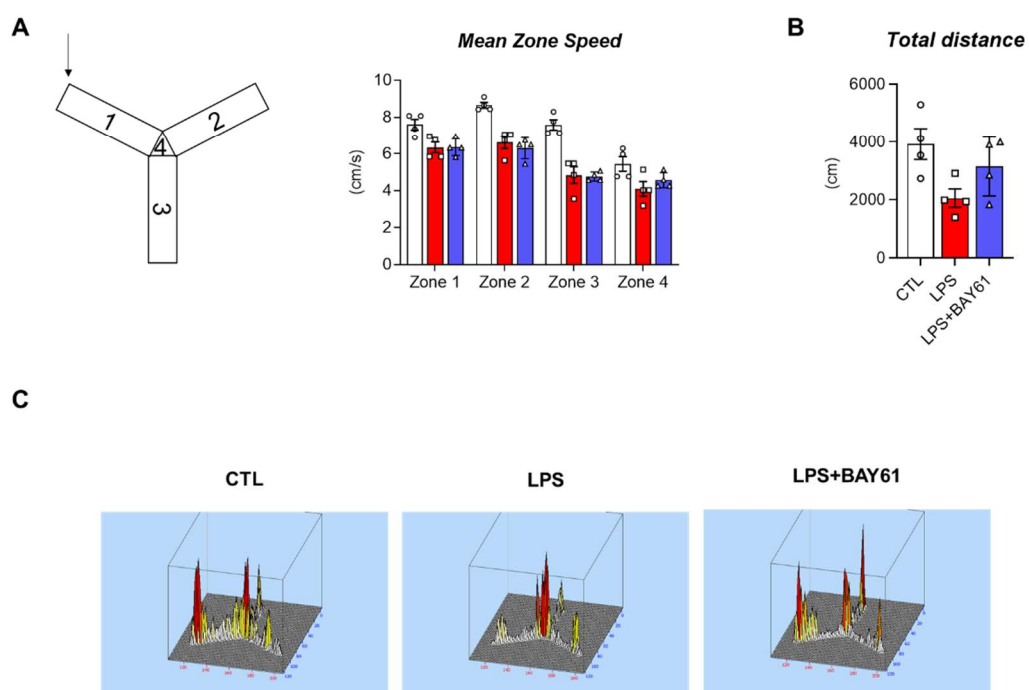 A
1
2
4
3
Mean Zone Speed
(cm/s)
10
8
6
4
2
0
Zone 1 Zone 2 Zone 3 Zone 4
B
Total distance
(cm)
6000
4000
2000
0
CTL
LPS
LPS+BAY61
C
CTL
LPS
LPS+BAY61